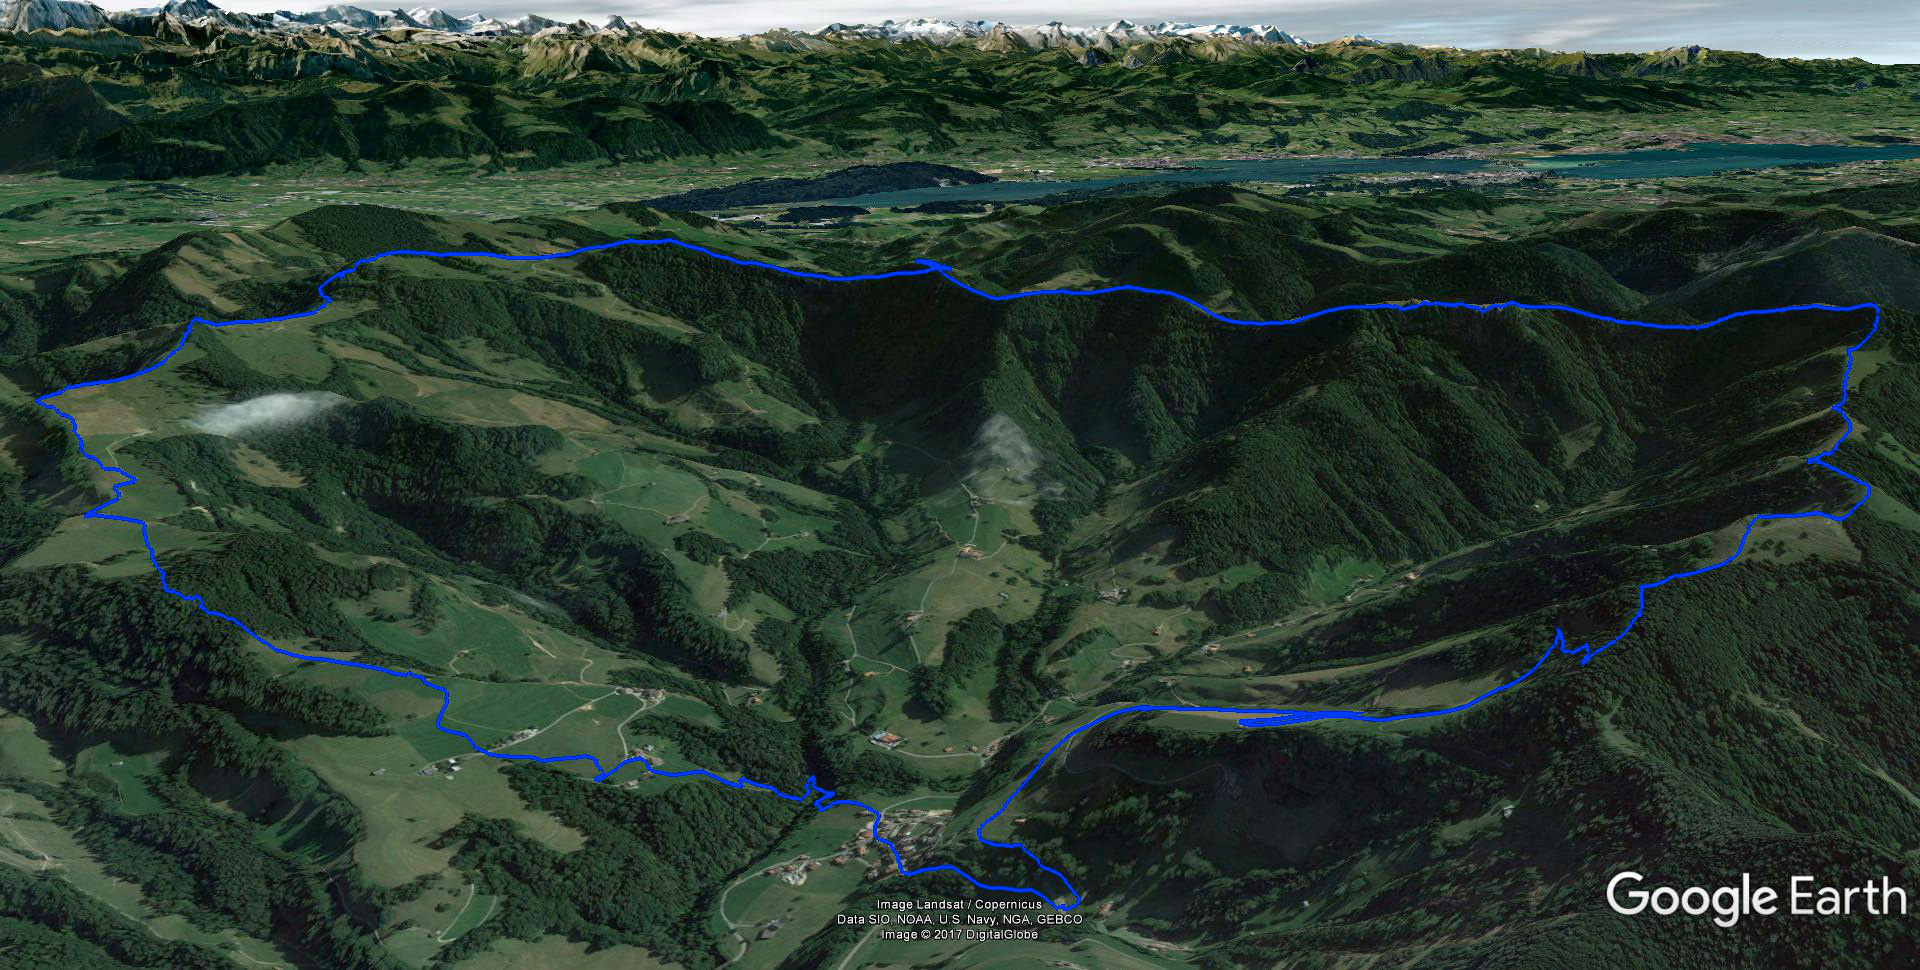 Image Landsat / Copernicus
Data SIO, NOAA, U.S. Navy, NGA, GEBCO
Image © 2017 DigitalGlobe
Google Earth